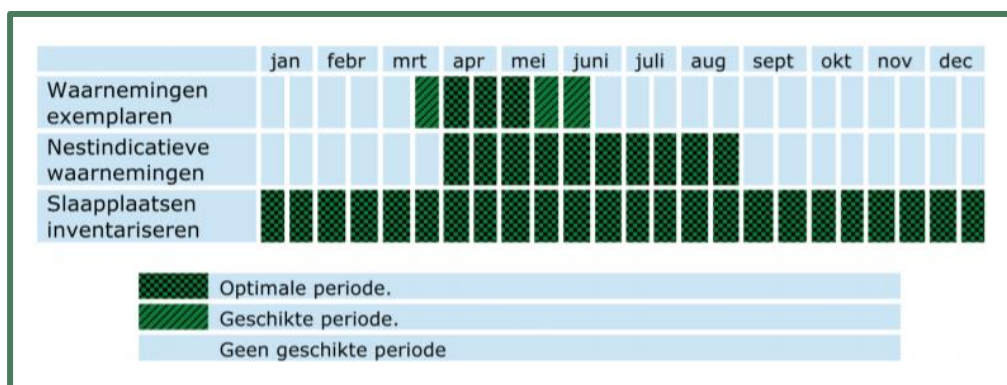 jan febr mrt apr mei juni juli aug sept okt nov dec
Waarnemingen
exemplaren
Nestindicatieve
waarnemingen
Slaapplaatsen
inventariseren
Optimale periode.
Geschikte periode.
Geen geschikte periode